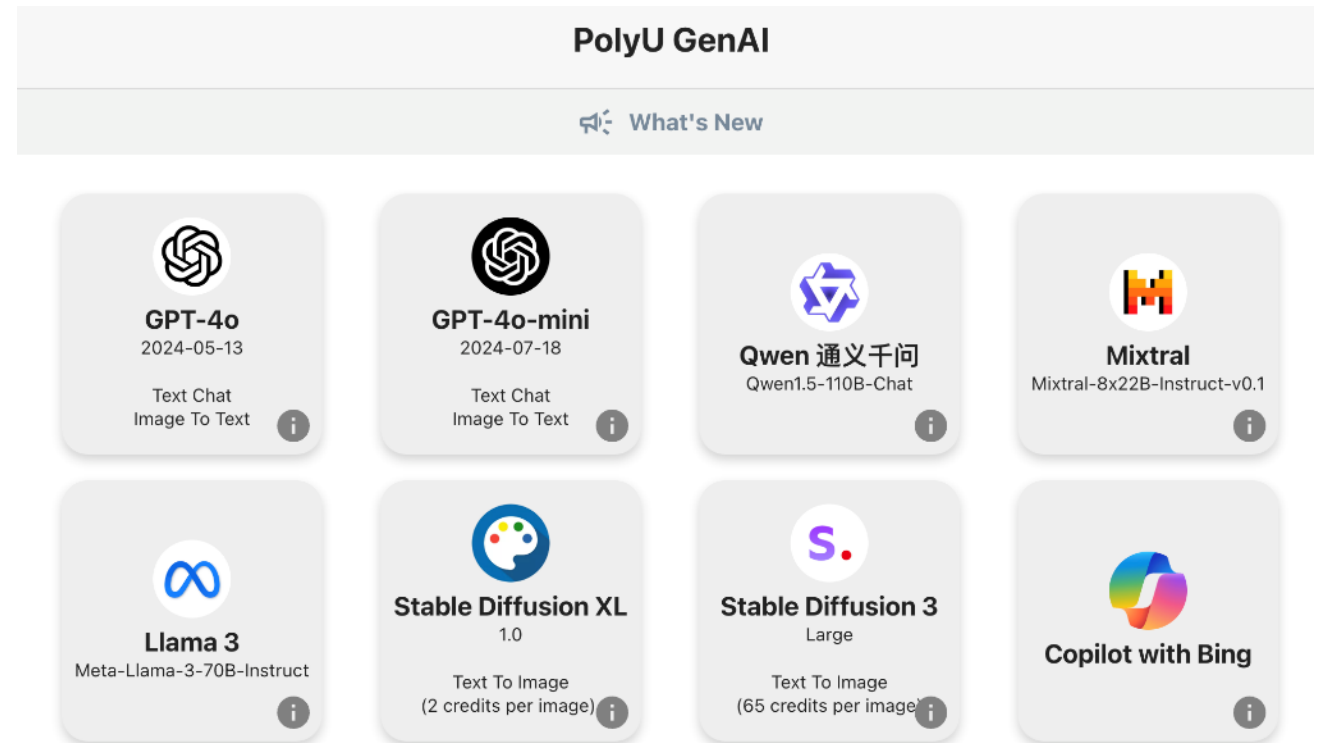 PolyU GenAI
What's New
GPT-4o
2024-05-13
Text Chat
Image To Text
GPT-4o-mini
2024-07-18
Text Chat
Image To Text
Qwen 通义千问
Qwen1.5-110B-Chat
Mixtral
Mixtral-8x22B-Instruct-v0.1
Llama 3
Meta-Llama-3-70B-Instruct
Stable Diffusion XL
1.0
Text To Image
(2 credits per image)
S.
Stable Diffusion 3
Large
Text To Image
(65 credits per image)
Copilot with Bing